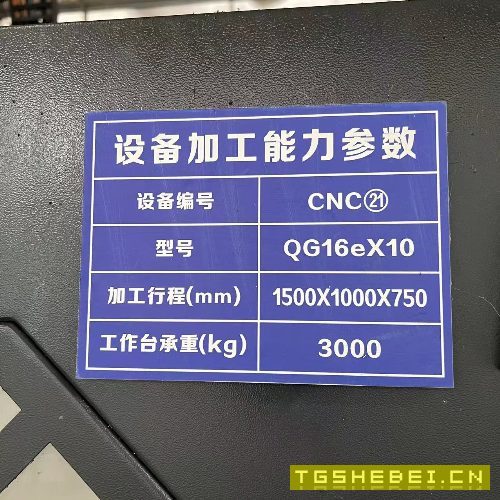 设备加工能力参数
设备编号 CNC㉑
型号 QG16eX10
加工行程(mm) 1500X1000X750
工作台承重(kg) 3000
TGSHEBEI.CN